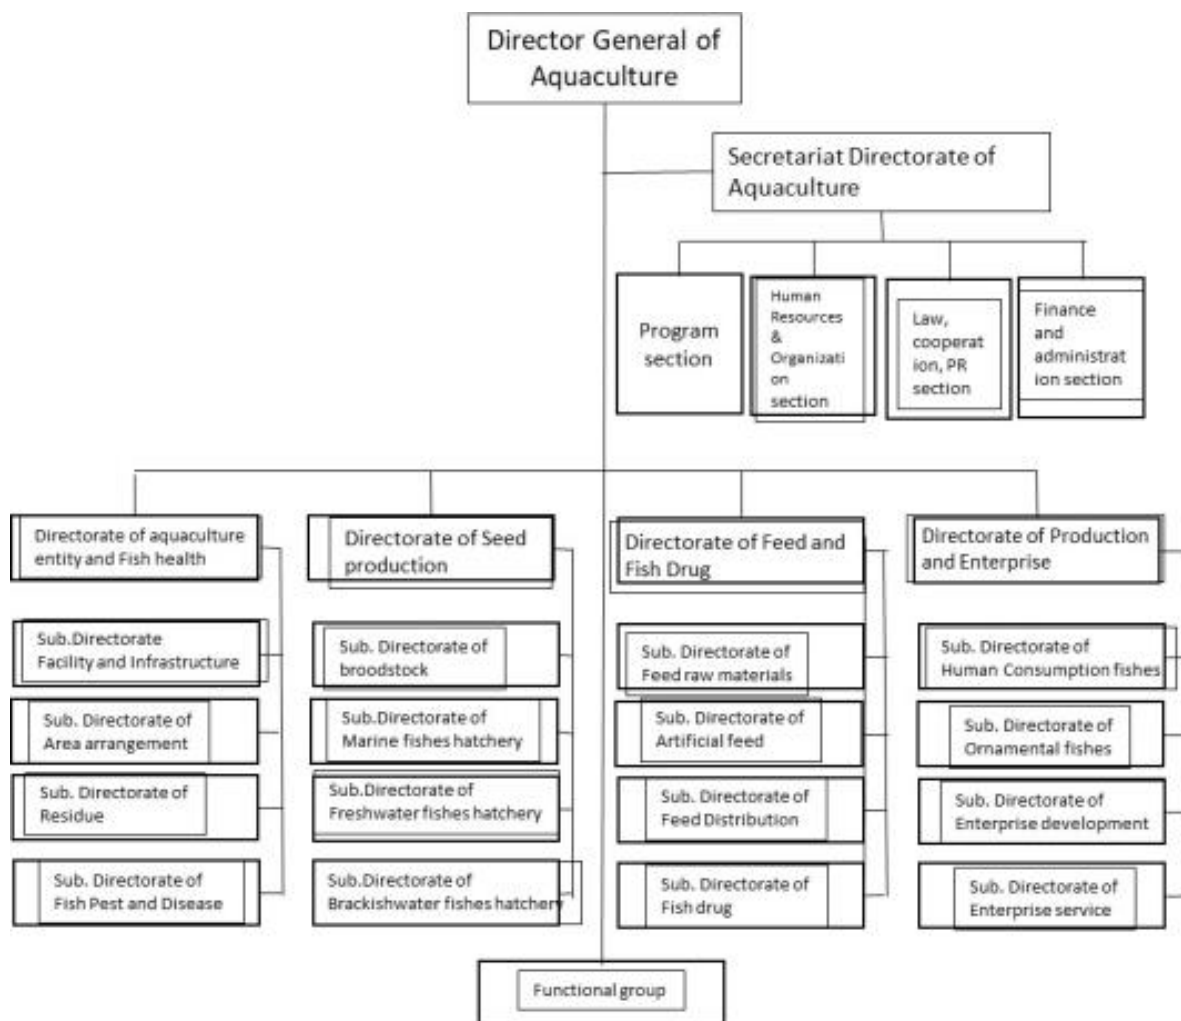 Director General of
Aquaculture
Secretariat Directorate of
Aquaculture
Program
section
Human
Resources
&
Organizati
on
section
Law,
cooperat
ion, PR
section
Finance
and
administrat
ion section
Directorate of aquaculture
entity and Fish health
Directorate of Seed
production
Directorate of Feed and
Fish Drug
Directorate of Production
and Enterprise
Sub.Directorate
Facility and Infrastructure
Sub. Directorate of
broodstock
Sub. Directorate of
Feed raw materials
Sub. Directorate of
Human Consumption fishes
Sub. Directorate of
Area arrangement
Sub.Directorate of
Marine fishes hatchery
Sub. Directorate of
Artificial feed
Sub. Directorate of
Ornamental fishes
Sub. Directorate of
Residue
Sub.Directorate of
Freshwater fishes hatchery
Sub. Directorate of
Feed Distribution
Sub. Directorate of
Enterprise development
Sub. Directorate of
Fish Pest and Disease
Sub.Directorate of
Brackishwater fishes hatchery
Sub. Directorate of
Fish drug
Sub. Directorate of
Enterprise service
Functional group